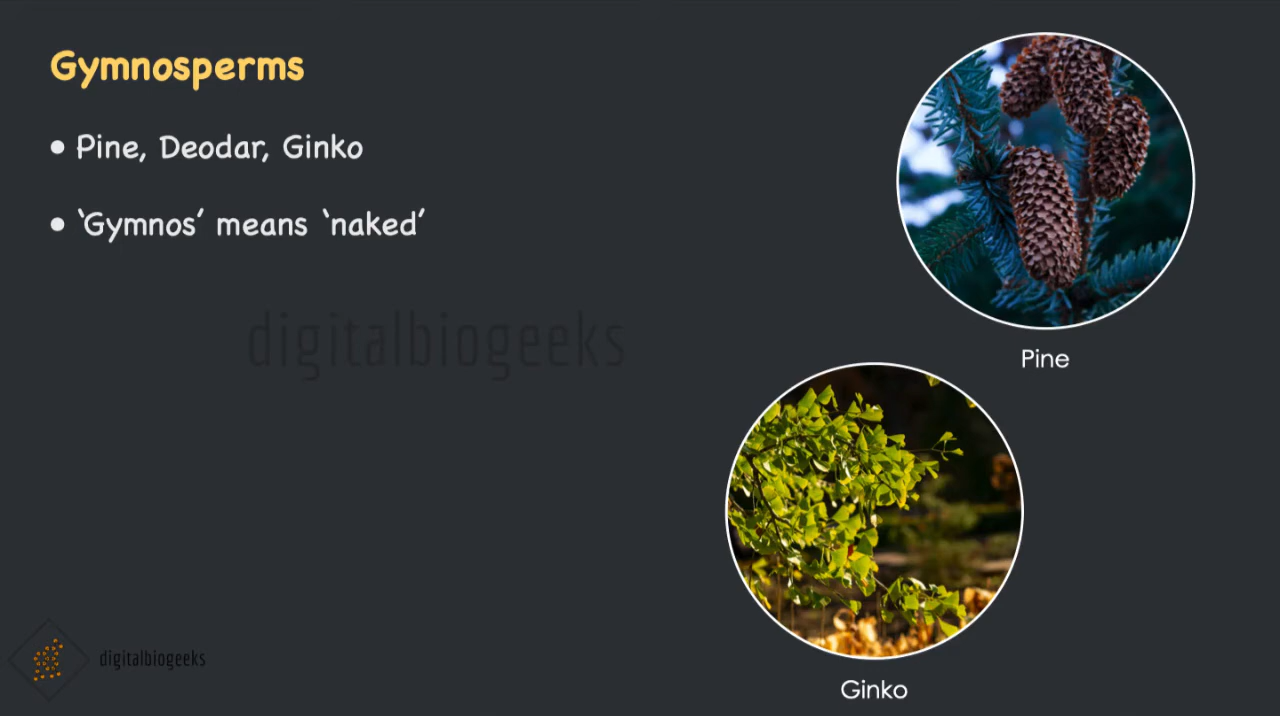 Gymnosperms
• Pine, Deodar, Ginko
• ‘Gymnos’ means ‘naked’
digitalbiogeeks
Pine
Ginko
digitalbiogeeks